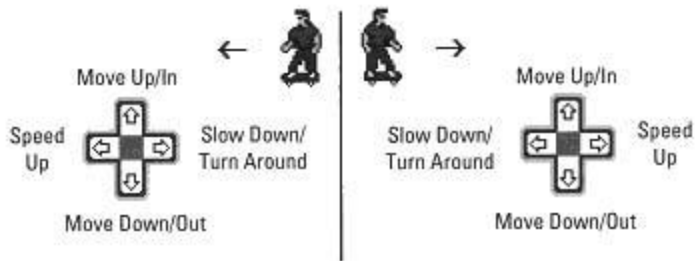 Move Up/In
Speed
Up
Slow Down/
Turn Around
Move Down/Out
Move Up/In
Slow Down/
Turn Around
Speed
Up
Move Down/Out